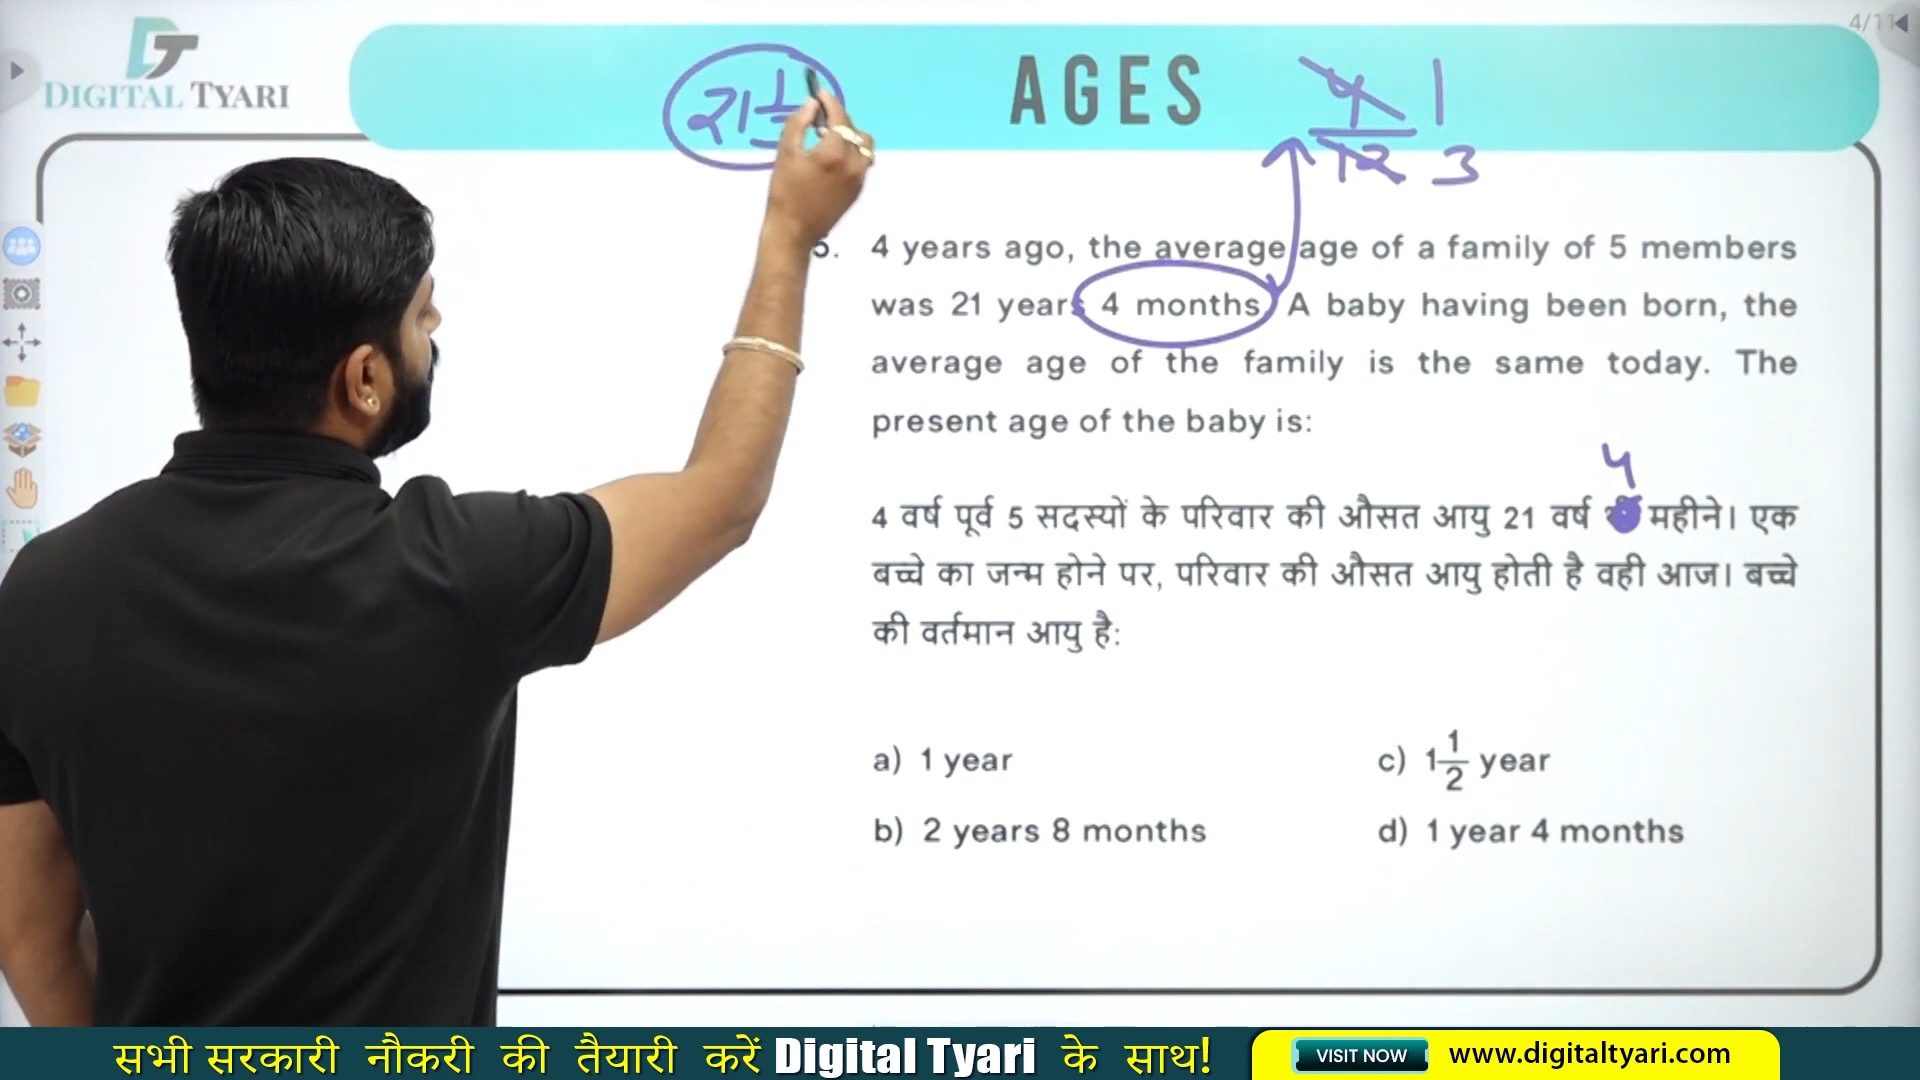 4/11
DIGITAL TYARI
AGES
21 1
4 1
12 3
5. 4 years ago, the average age of a family of 5 members
was 21 years 4 months. A baby having been born, the
average age of the family is the same today. The
present age of the baby is:
4
4 वर्ष पूर्व 5 सदस्यों के परिवार की औसत आयु 21 वर्ष महीने। एक
बच्चे का जन्म होने पर, परिवार की औसत आयु होती है वही आज। बच्चे
की वर्तमान आयु है:
a) 1 year
c) 1 1/2 year
b) 2 years 8 months
d) 1 year 4 months
सभी सरकारी नौकरी की तैयारी करें Digital Tyari के साथ!
VISIT NOW www.digitaltyari.com